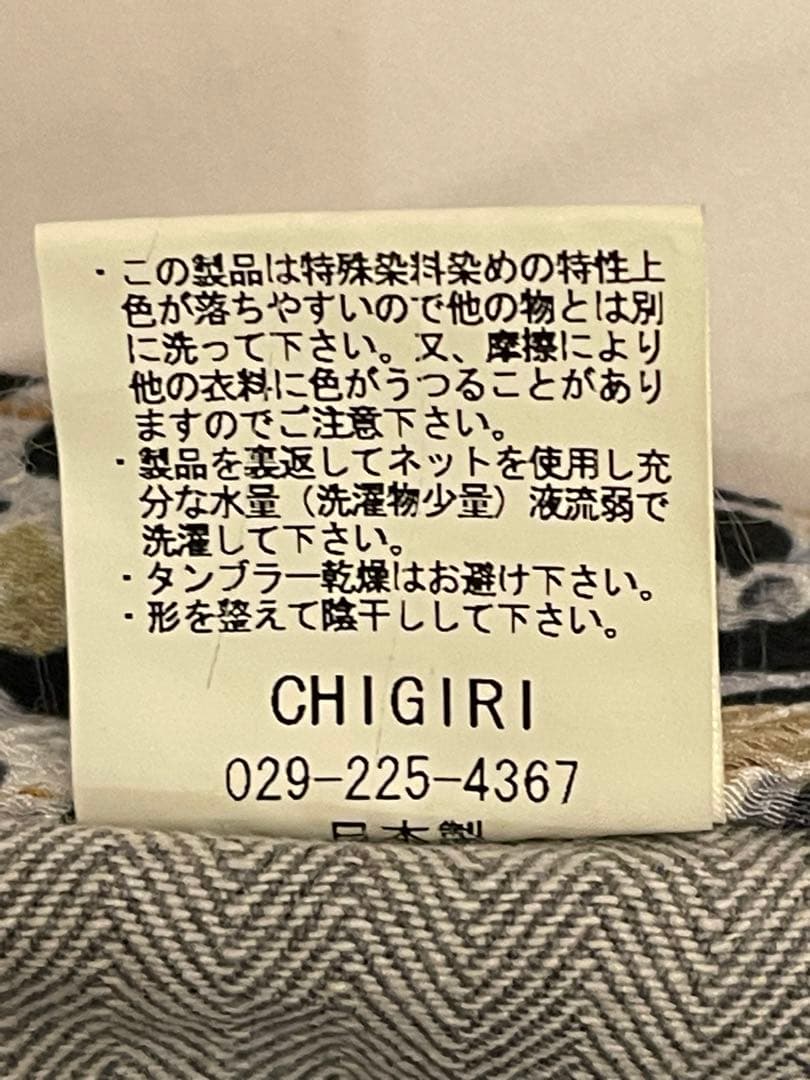 ・この製品は特殊染料染めの特性上
色が落ちやすいので他の物とは別
に洗って下さい。又、摩擦により
他の衣料に色がうつることがあり
ますのでご注意下さい。
・製品を裏返してネットを使用し充
分な水量（洗濯物少量）液流弱で
洗濯して下さい。
・タンブラー乾燥はお避け下さい。
・形を整えて陰干しして下さい。
CHIGIRI
029-225-4367
日本製